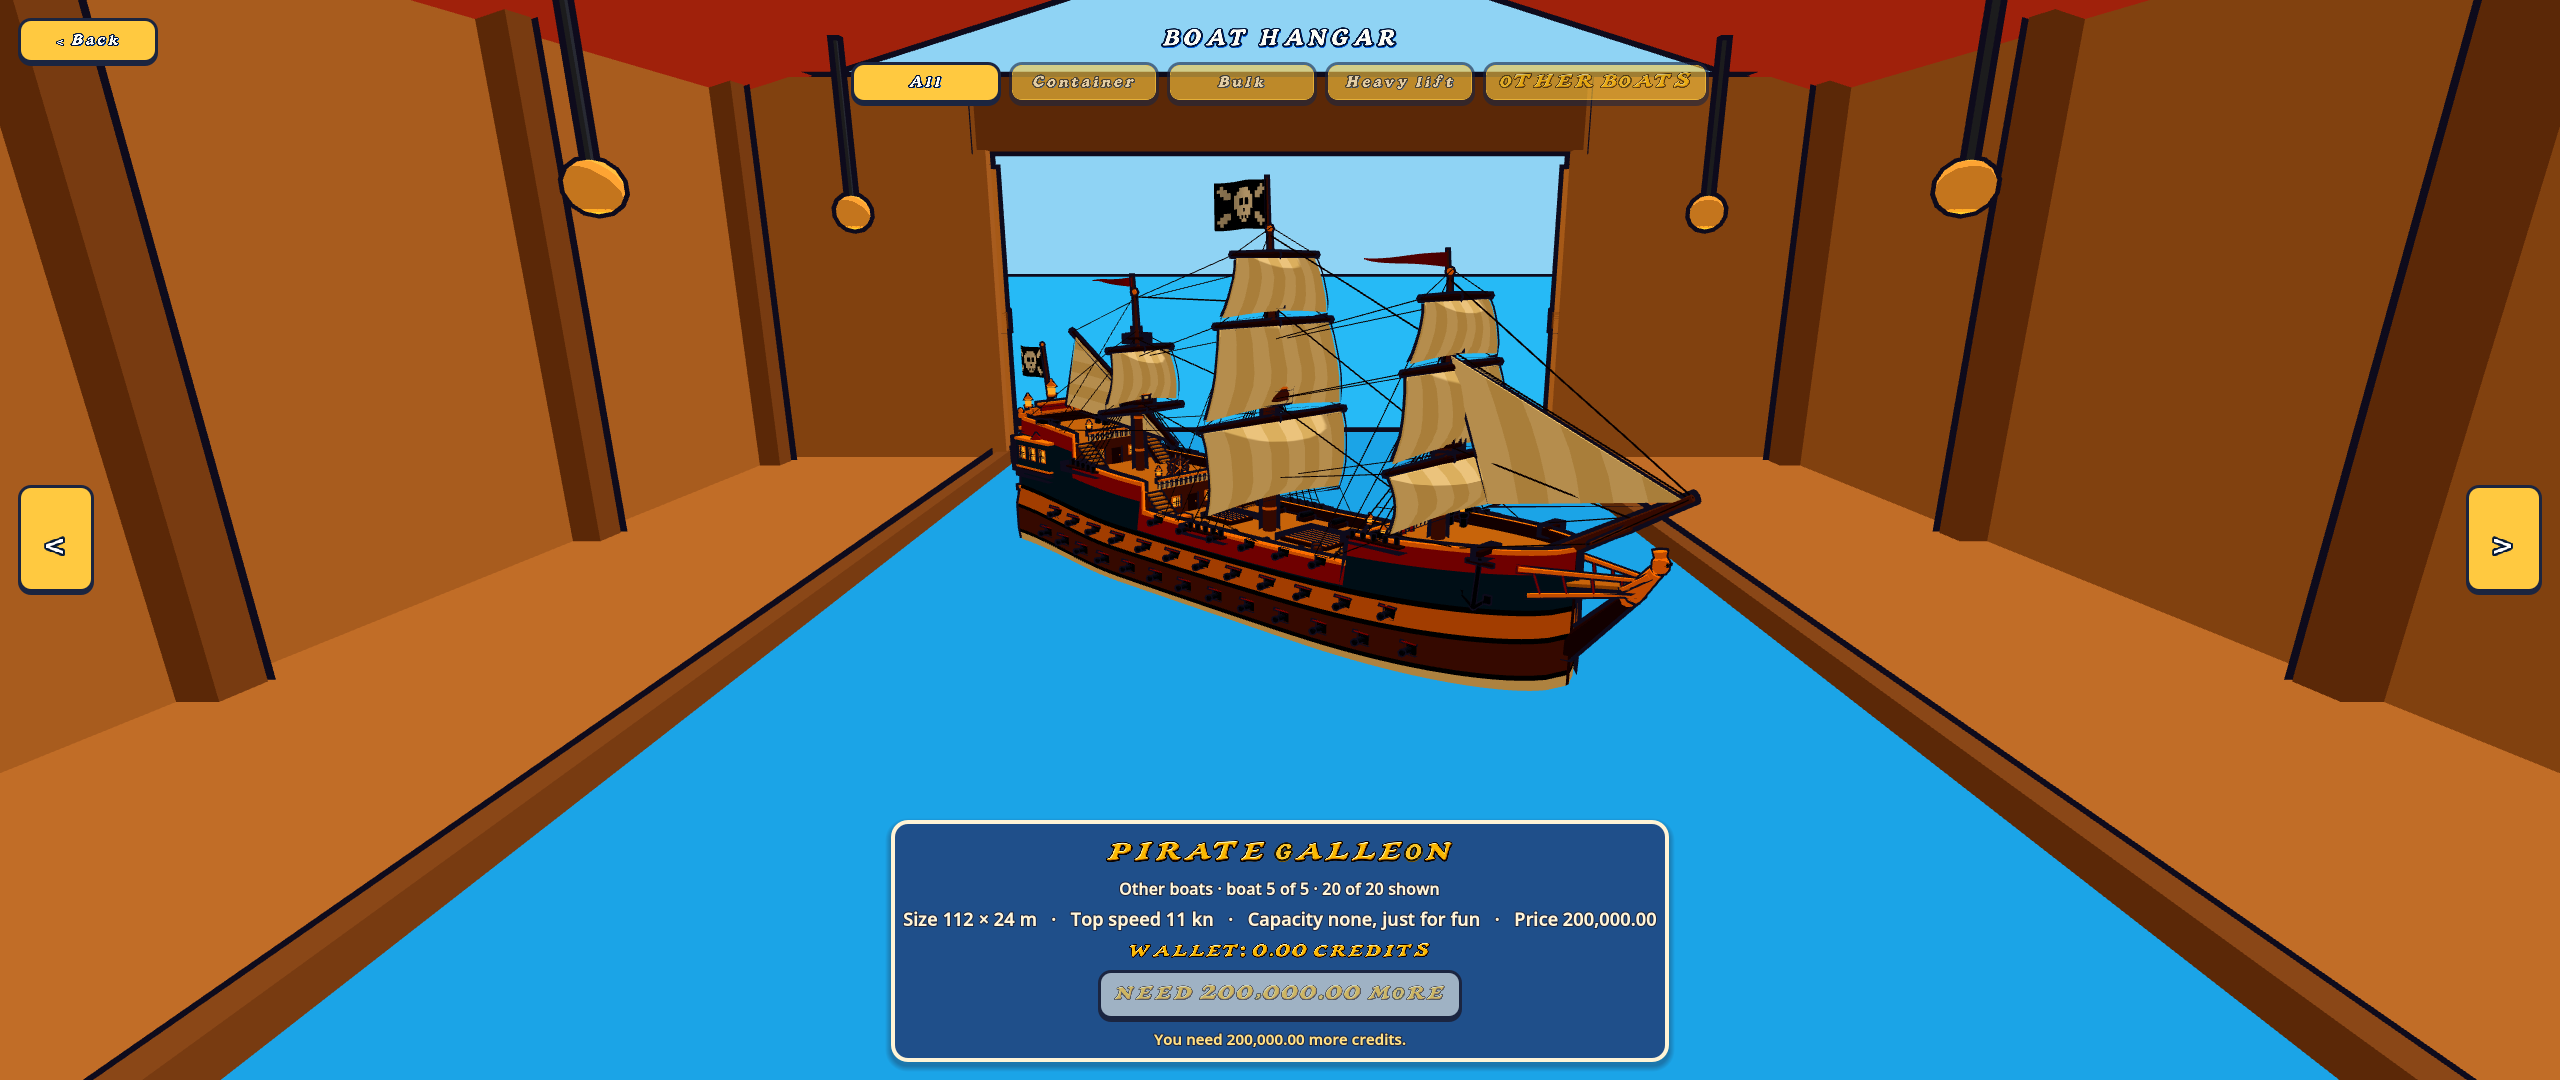 < Back
BOAT HANGAR
All
Container
Bulk
Heavy lift
OTHER BOATS
<
>
PIRATE GALLEON
Other boats · boat 5 of 5 · 20 of 20 shown
Size 112 × 24 m · Top speed 11 kn · Capacity none, just for fun · Price 200,000.00
WALLET: 0.00 CREDITS
NEED 200,000.00 MORE
You need 200,000.00 more credits.